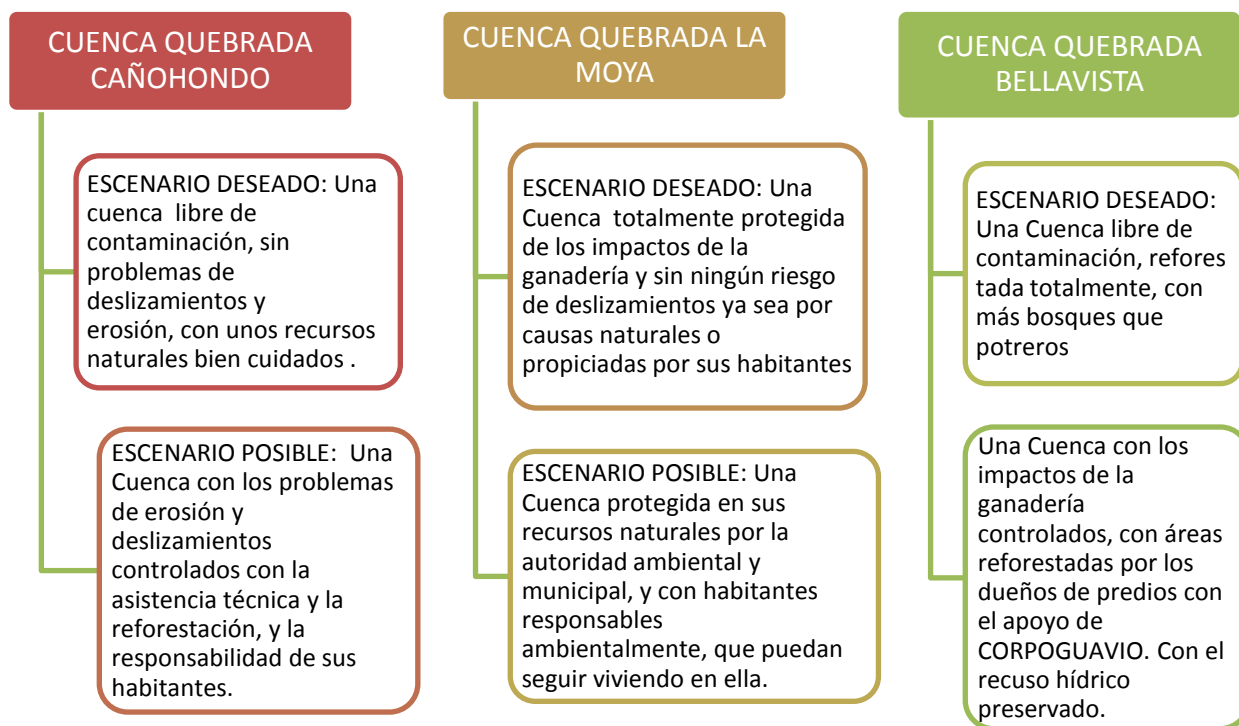 CUENCA QUEBRADA
CAÑOHONDO
ESCENARIO DESEADO: Una
cuenca libre de
contaminación, sin
problemas de
deslizamientos y
erosión, con unos recursos
naturales bien cuidados .
ESCENARIO POSIBLE: Una
Cuenca con los problemas
de erosión y
deslizamientos
controlados con la
asistencia técnica y la
reforestación, y la
responsabilidad de sus
habitantes.
CUENCA QUEBRADA LA
MOYA
ESCENARIO DESEADO: Una
Cuenca totalmente protegida
de los impactos de la
ganadería y sin ningún riesgo
de deslizamientos ya sea por
causas naturales o
propiciadas por sus habitantes
ESCENARIO POSIBLE: Una
Cuenca protegida en sus
recursos naturales por la
autoridad ambiental y
municipal, y con habitantes
responsables
ambientalmente, que puedan
seguir viviendo en ella.
CUENCA QUEBRADA
BELLAVISTA
ESCENARIO DESEADO:
Una Cuenca libre de
contaminación, refores
tada totalmente, con
más bosques que
potreros
Una Cuenca con los
impactos de la
ganadería
controlados, con áreas
reforestadas por los
dueños de predios con
el apoyo de
CORPOGUAVIO. Con el
recuso hídrico
preservado.